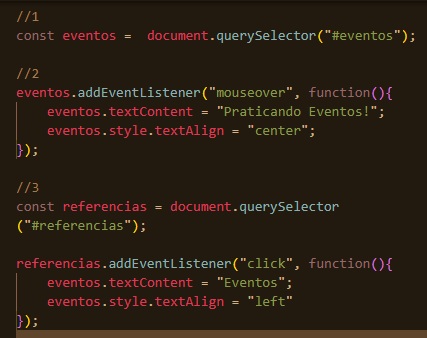 //1
const eventos =  document.querySelector("#eventos");
//2
eventos.addEventListener("mouseover", function(){
    eventos.textContent = "Praticando Eventos!";
    eventos.style.textAlign = "center";
});
//3
const referencias = document.querySelector
("#referencias");
referencias.addEventListener("click", function(){
    eventos.textContent = "Eventos";
    eventos.style.textAlign = "left"
});